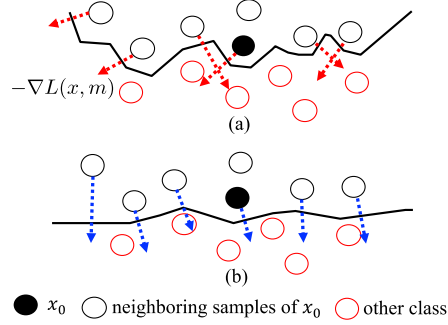 −∇L(x, m)
(a)
(b)
x₀ neighboring samples of x₀ other class